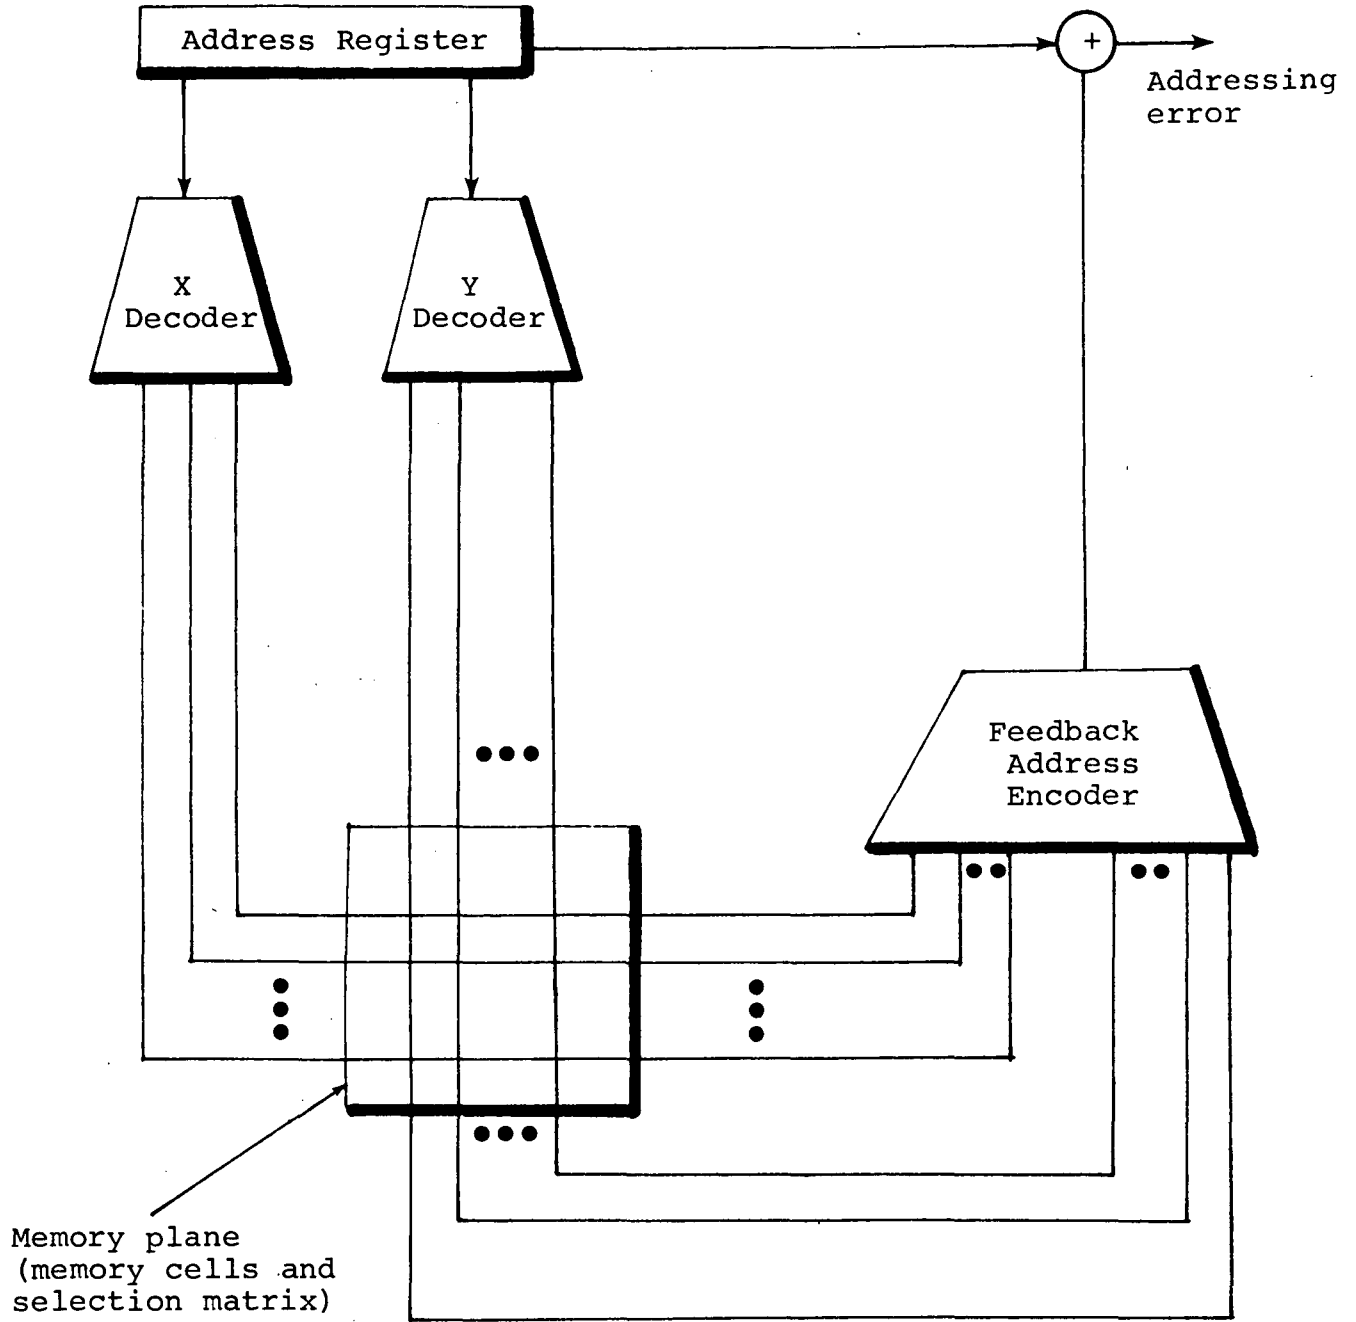 Address Register
+
Addressing
error
X
Decoder
Y
Decoder
Feedback
Address
Encoder
Memory plane
(memory cells and
selection matrix)